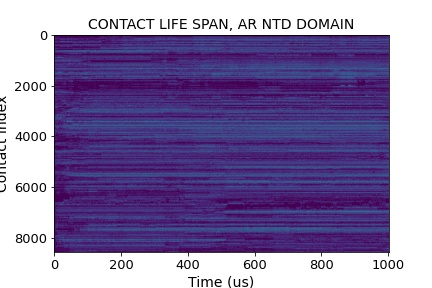 CONTACT LIFE SPAN, AR NTD DOMAIN
0
2000
4000
6000
8000
Contact Index
0 200 400 600 800 1000
Time (us)